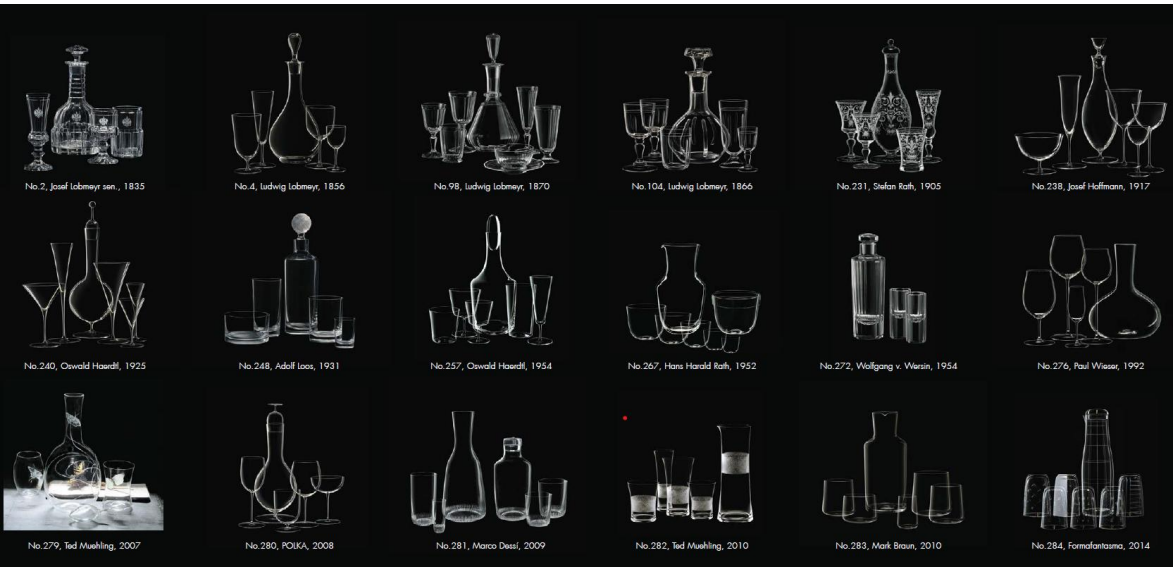 No.2, Josef Lobmeyr sen., 1835
No.4, Ludwig Lobmeyr, 1856
No.98, Ludwig Lobmeyr, 1870
No.104, Ludwig Lobmeyr, 1866
No.231, Stefan Rath, 1905
No.238, Josef Hoffmann, 1917
No.240, Oswald Haerdtl, 1925
No.248, Adolf Loos, 1931
No.257, Oswald Haerdtl, 1954
No.267, Hans Harald Rath, 1952
No.272, Wolfgang v. Wersin, 1954
No.276, Paul Wieser, 1992
No.279, Ted Muehling, 2007
No.280, POLKA, 2008
No.281, Marco Dessí, 2009
No.282, Ted Muehling, 2010
No.283, Mark Braun, 2010
No.284, Formafantasma, 2014